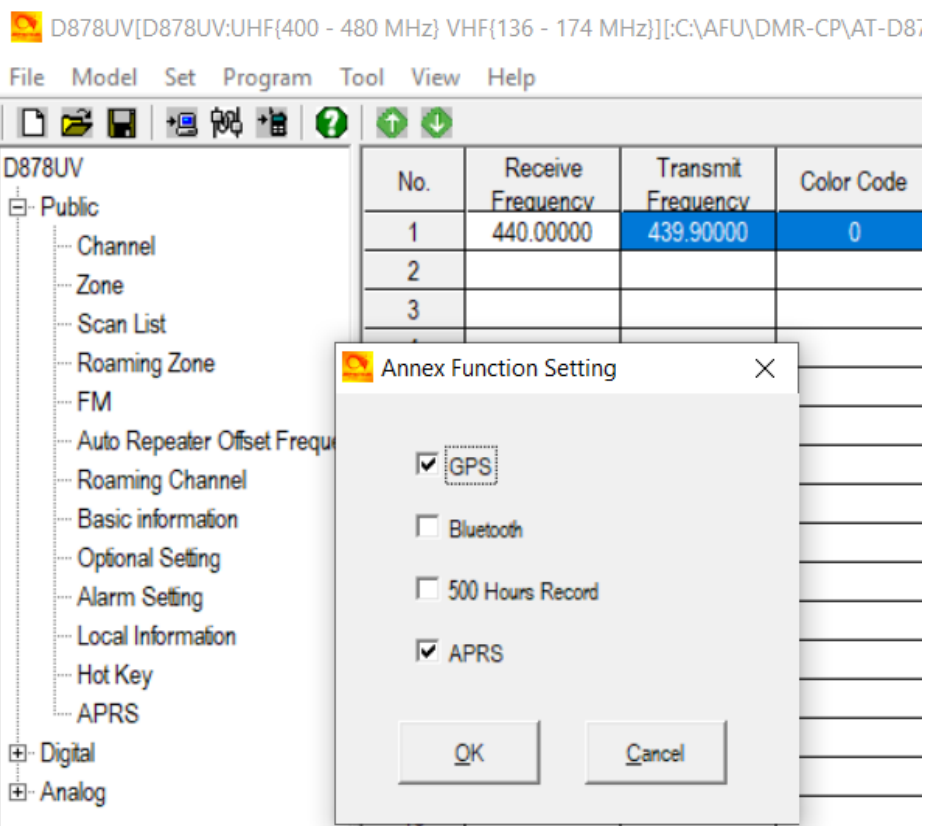 D878UV[D878UV:UHF{400 - 480 MHz} VHF{136 - 174 MHz}][:C:\AFU\DMR-CP\AT-D87
File Model Set Program Tool View Help
D878UV
Public
Channel
Zone
Scan List
Roaming Zone
FM
Auto Repeater Offset Freque
Roaming Channel
Basic information
Optional Setting
Alarm Setting
Local Information
Hot Key
APRS
Digital
Analog
No. Receive Frequency Transmit Frequency Color Code
1 440.00000 439.90000 0
2
3
Annex Function Setting
GPS
Bluetooth
500 Hours Record
APRS
OK Cancel